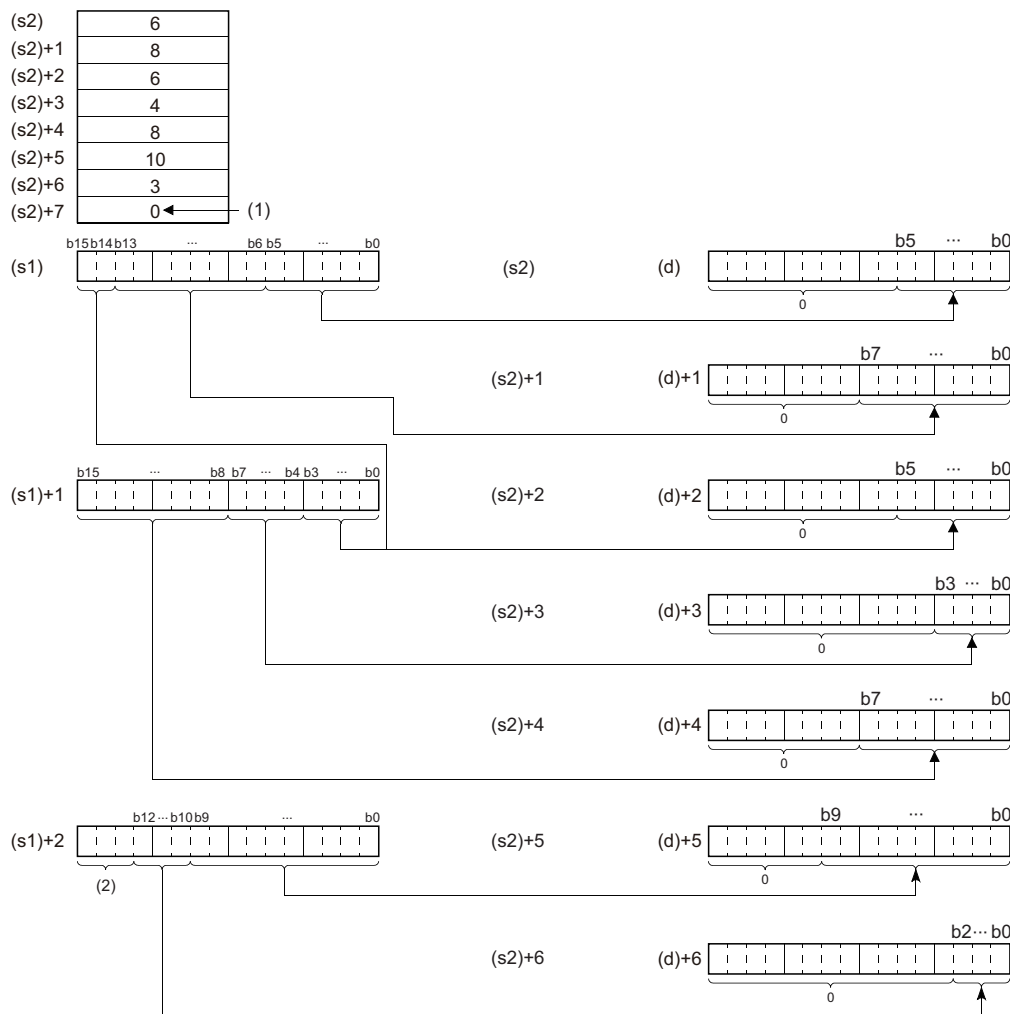 (s2) 6
(s2)+1 8
(s2)+2 6
(s2)+3 4
(s2)+4 8
(s2)+5 10
(s2)+6 3
(s2)+7 0 (1)
b15 b14 b13 ... b6 b5 ... b0 b5 ... b0
(s1) (s2) (d)
0
b7 ... b0
(s2)+1 (d)+1
0
b15 ... b8 b7 ... b4 b3 ... b0 b5 ... b0
(s1)+1 (s2)+2 (d)+2
0
b3 ... b0
(s2)+3 (d)+3
0
b7 ... b0
(s2)+4 (d)+4
0
b12 ... b10 b9 ... b0 b9 ... b0
(s1)+2 (s2)+5 (d)+5
(2) 0
b2 ... b0
(s2)+6 (d)+6
0